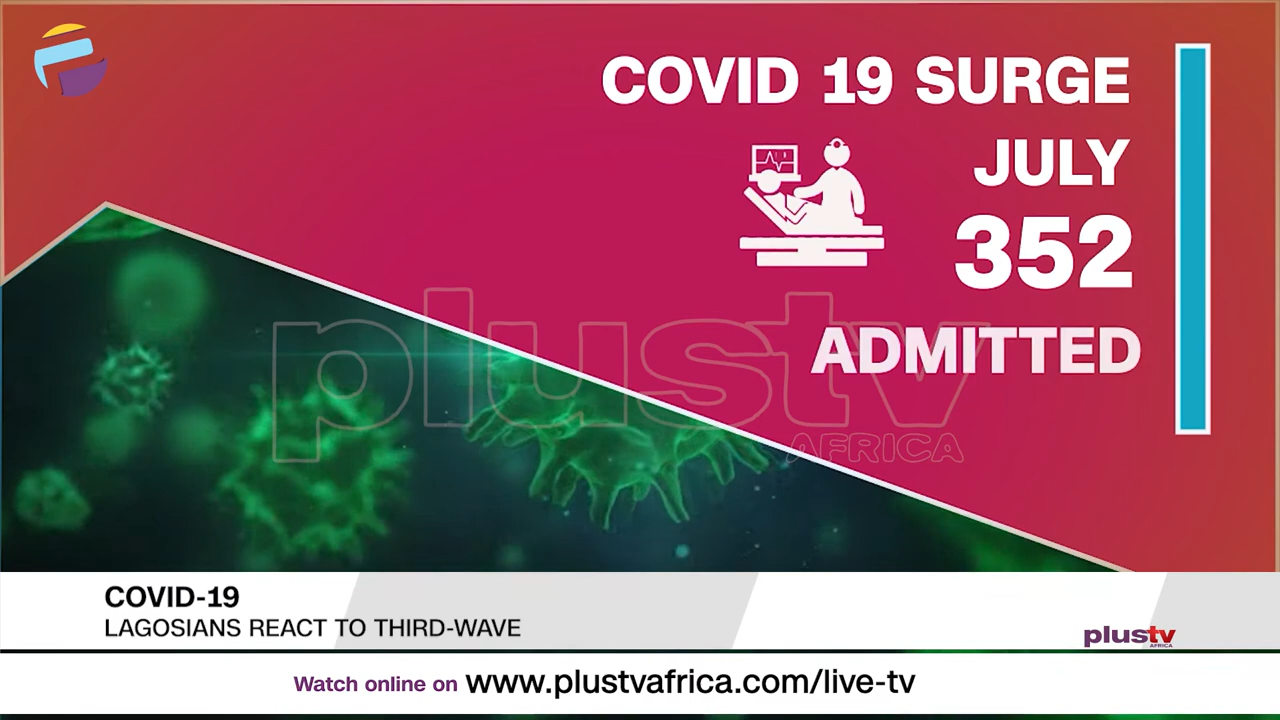 COVID 19 SURGE
JULY
352
ADMITTED
plustv
AFRICA
COVID-19
LAGOSIANS REACT TO THIRD-WAVE
plustv
AFRICA
Watch online on www.plustvafrica.com/live-tv